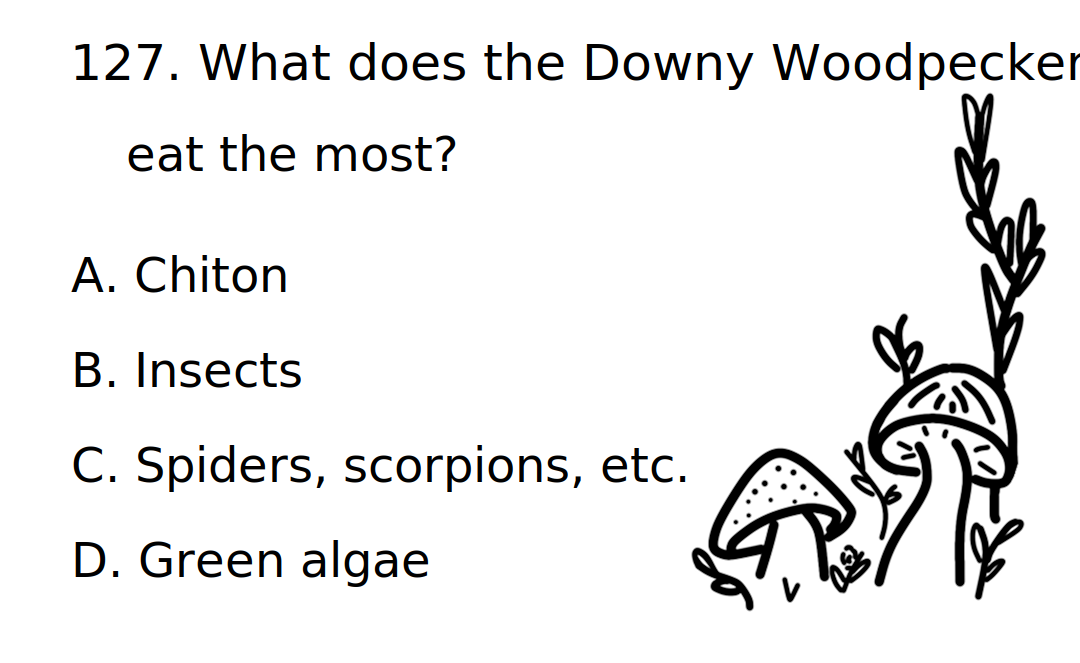 127. What does the Downy Woodpecker
eat the most?
A. Chiton
B. Insects
C. Spiders, scorpions, etc.
D. Green algae